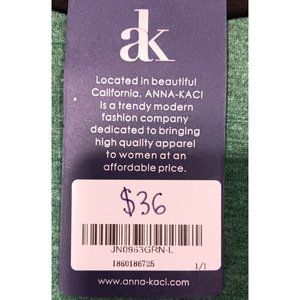 ak
Located in beautiful
California, ANNA-KACI
is a trendy modern
fashion company
dedicated to bringing
high quality apparel
to women at an
affordable price.
$36
JN0963GRN-L
1860186725 1/1
www.anna-kaci.com